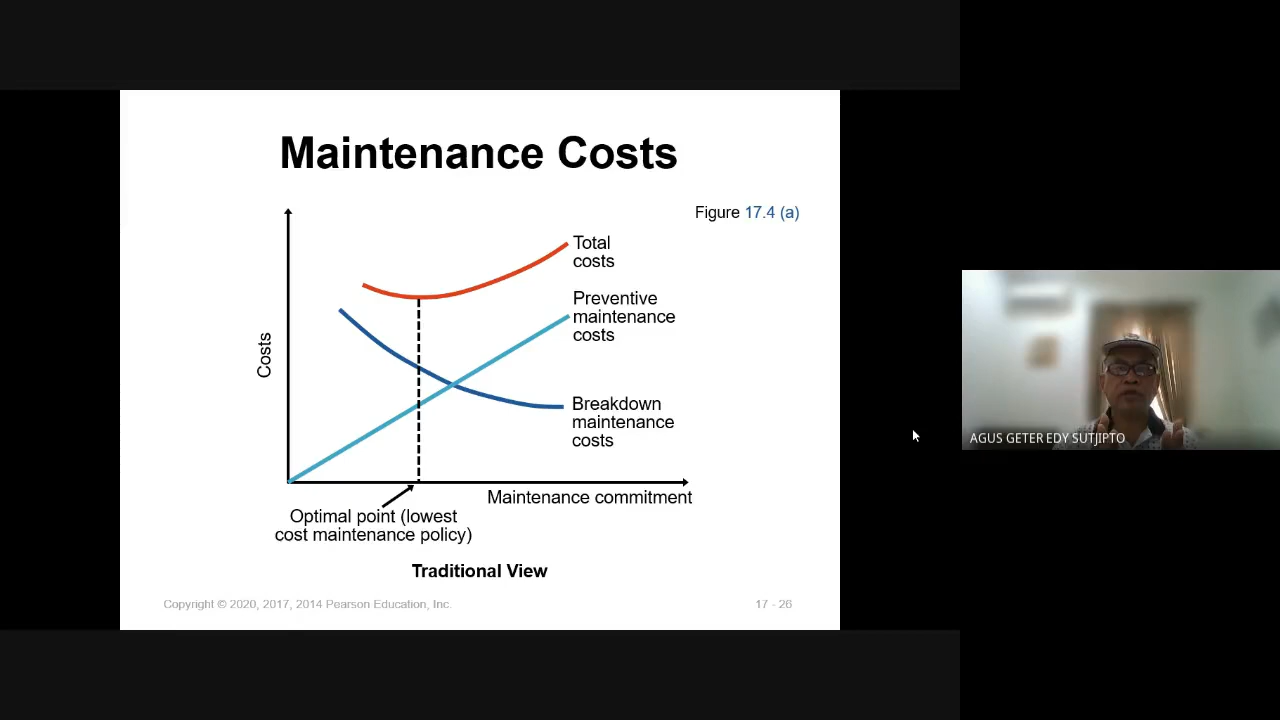 Maintenance Costs
Figure 17.4 (a)
Total
costs
Preventive
maintenance
costs
Costs
Breakdown
maintenance
costs
Maintenance commitment
Optimal point (lowest
cost maintenance policy)
Traditional View
Copyright © 2020, 2017, 2014 Pearson Education, Inc.
17 - 26
AGUS GETER EDY SUTJIPTO